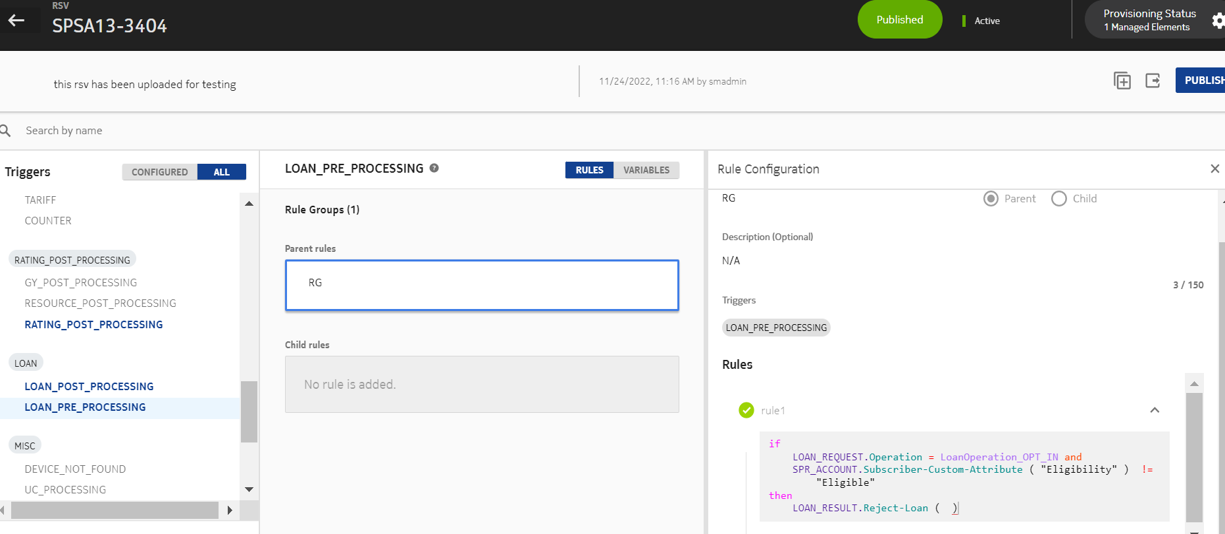 RSV
SPSA13-3404
Published
Active
Provisioning Status
1 Managed Elements
this rsv has been uploaded for testing
11/24/2022, 11:16 AM by smadmin
PUBLISH
Search by name
Triggers
CONFIGURED
ALL
TARIFF
COUNTER
RATING_POST_PROCESSING
GY_POST_PROCESSING
RESOURCE_POST_PROCESSING
RATING_POST_PROCESSING
LOAN
LOAN_POST_PROCESSING
LOAN_PRE_PROCESSING
MISC
DEVICE_NOT_FOUND
UC_PROCESSING
LOAN_PRE_PROCESSING ?
RULES
VARIABLES
Rule Groups (1)
Parent rules
RG
Child rules
No rule is added.
Rule Configuration
RG
Parent
Child
Description (Optional)
N/A
3 / 150
Triggers
LOAN_PRE_PROCESSING
Rules
rule1
if
LOAN_REQUEST.Operation = LoanOperation_OPT_IN and
SPR_ACCOUNT.Subscriber-Custom-Attribute ( "Eligibility" ) !=
"Eligible"
then
LOAN_RESULT.Reject-Loan ( )